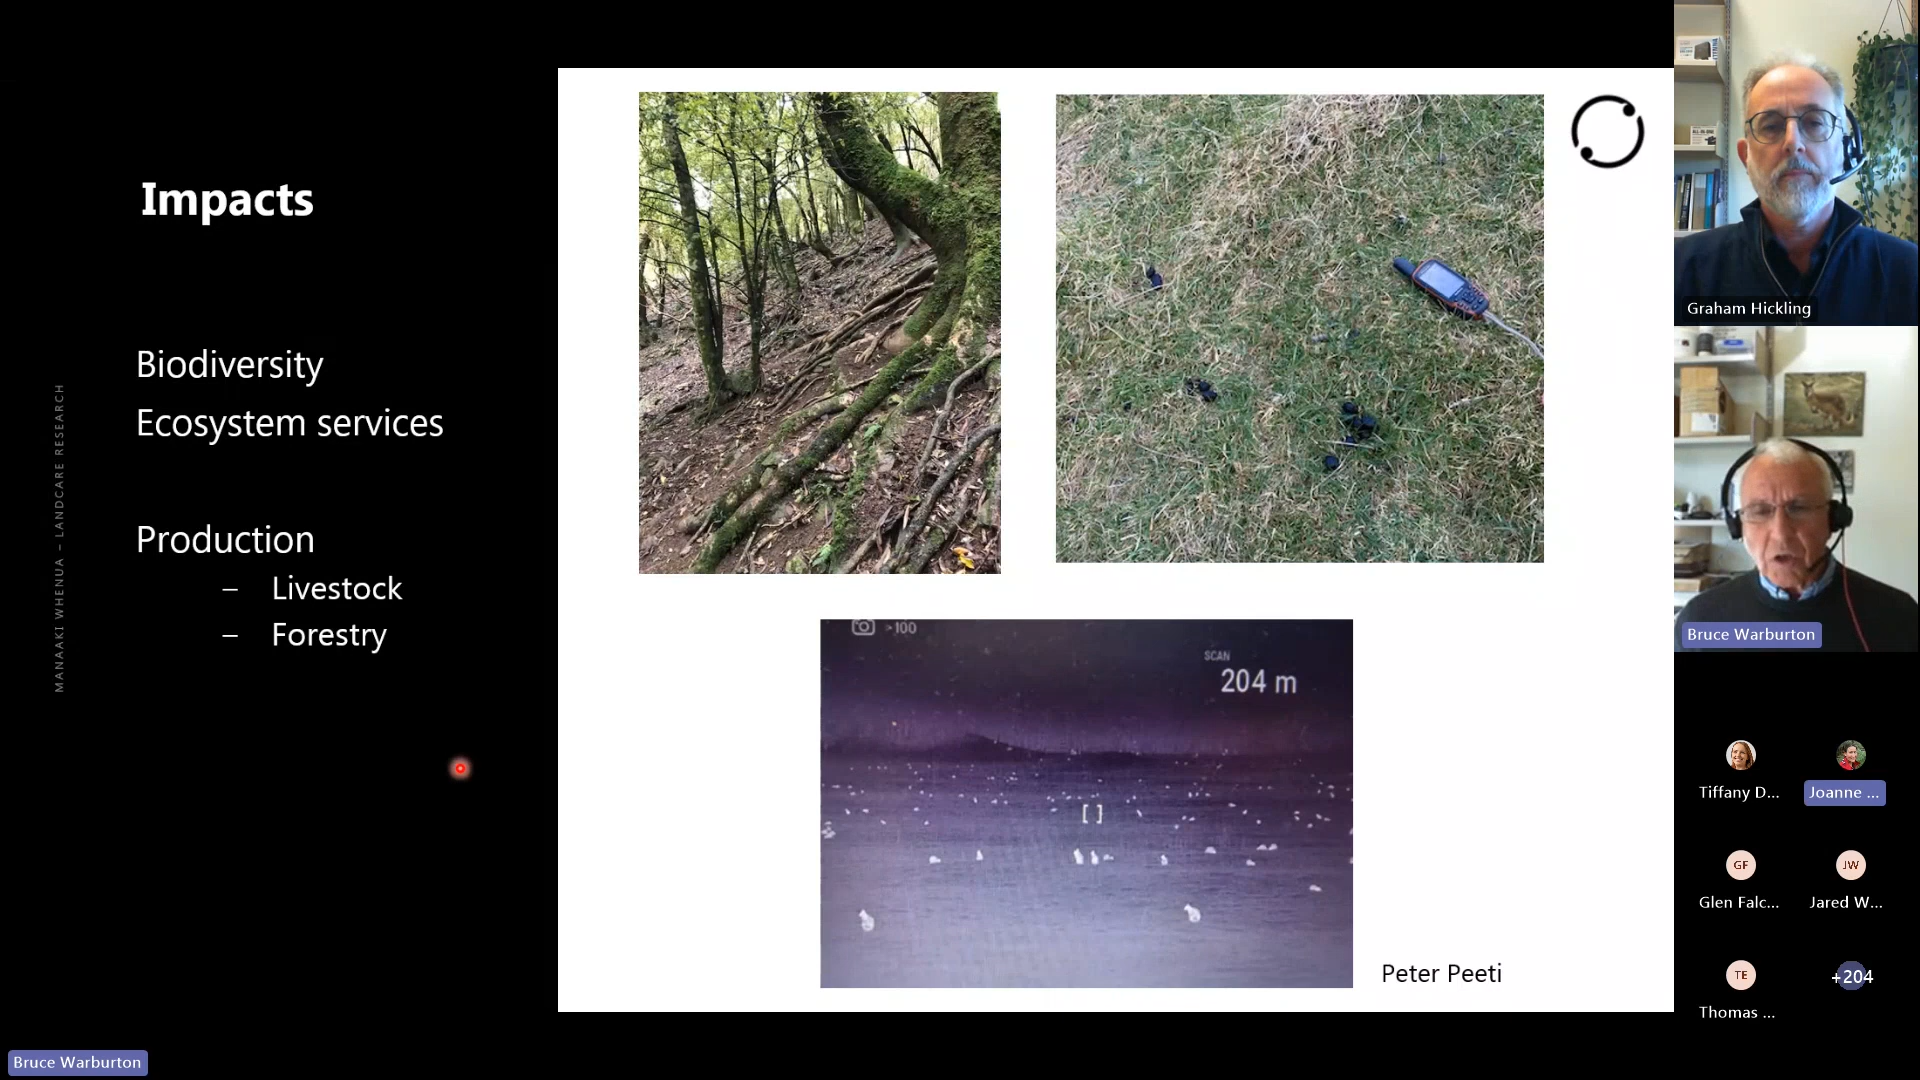 Impacts
Biodiversity
Ecosystem services
Production
– Livestock
– Forestry
MANAAKI WHENUA – LANDCARE RESEARCH
>100
SCAN
204 m
[ ]
Peter Peeti
Graham Hickling
Bruce Warburton
Tiffany D...
Joanne ...
GF
JW
Glen Falc...
Jared W...
TE
+204
Thomas ...
Bruce Warburton